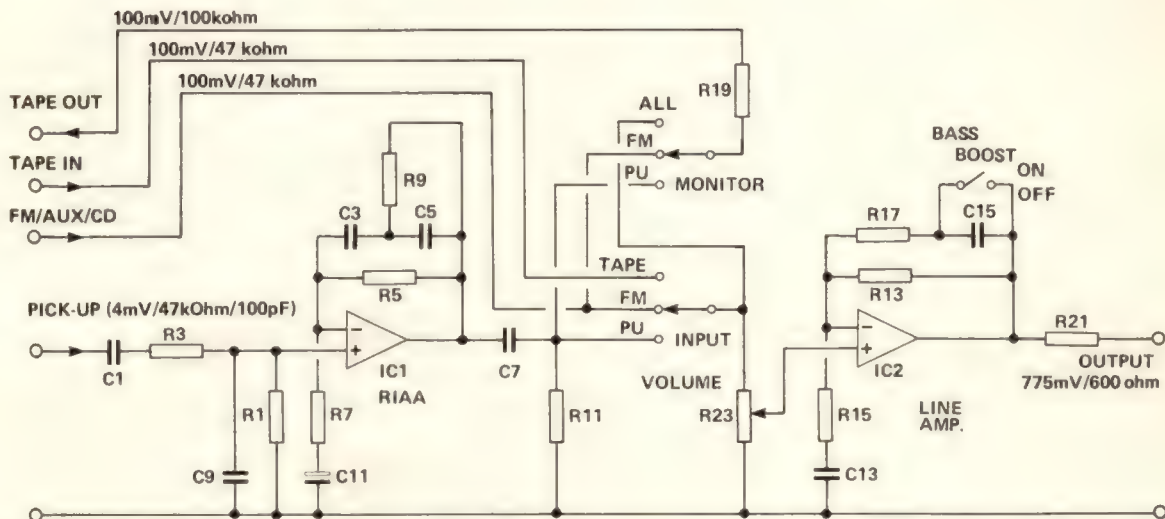 100mV/100kohm
100mV/47 kohm
100mV/47 kohm
TAPE OUT
TAPE IN
FM/AUX/CD
R19
ALL
FM
PU
MONITOR
BASS
BOOST
ON
OFF
R9
C3
C5
R5
R17
C15
R13
TAPE
FM
PU
INPUT
PICK-UP (4mV/47kOhm/100pF)
R3
C1
−
+
IC1
RIAA
C7
−
+
IC2
LINE
AMP.
R21
OUTPUT
775mV/600 ohm
VOLUME
R1
R7
R11
R23
R15
C9
C11
C13